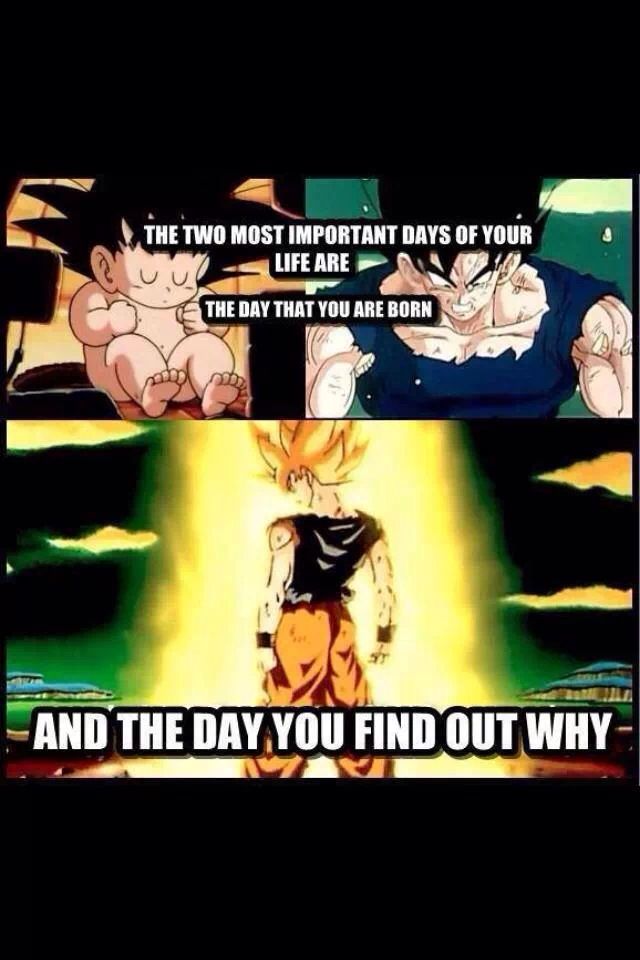 THE TWO MOST IMPORTANT DAYS OF YOUR
LIFE ARE
THE DAY THAT YOU ARE BORN
AND THE DAY YOU FIND OUT WHY